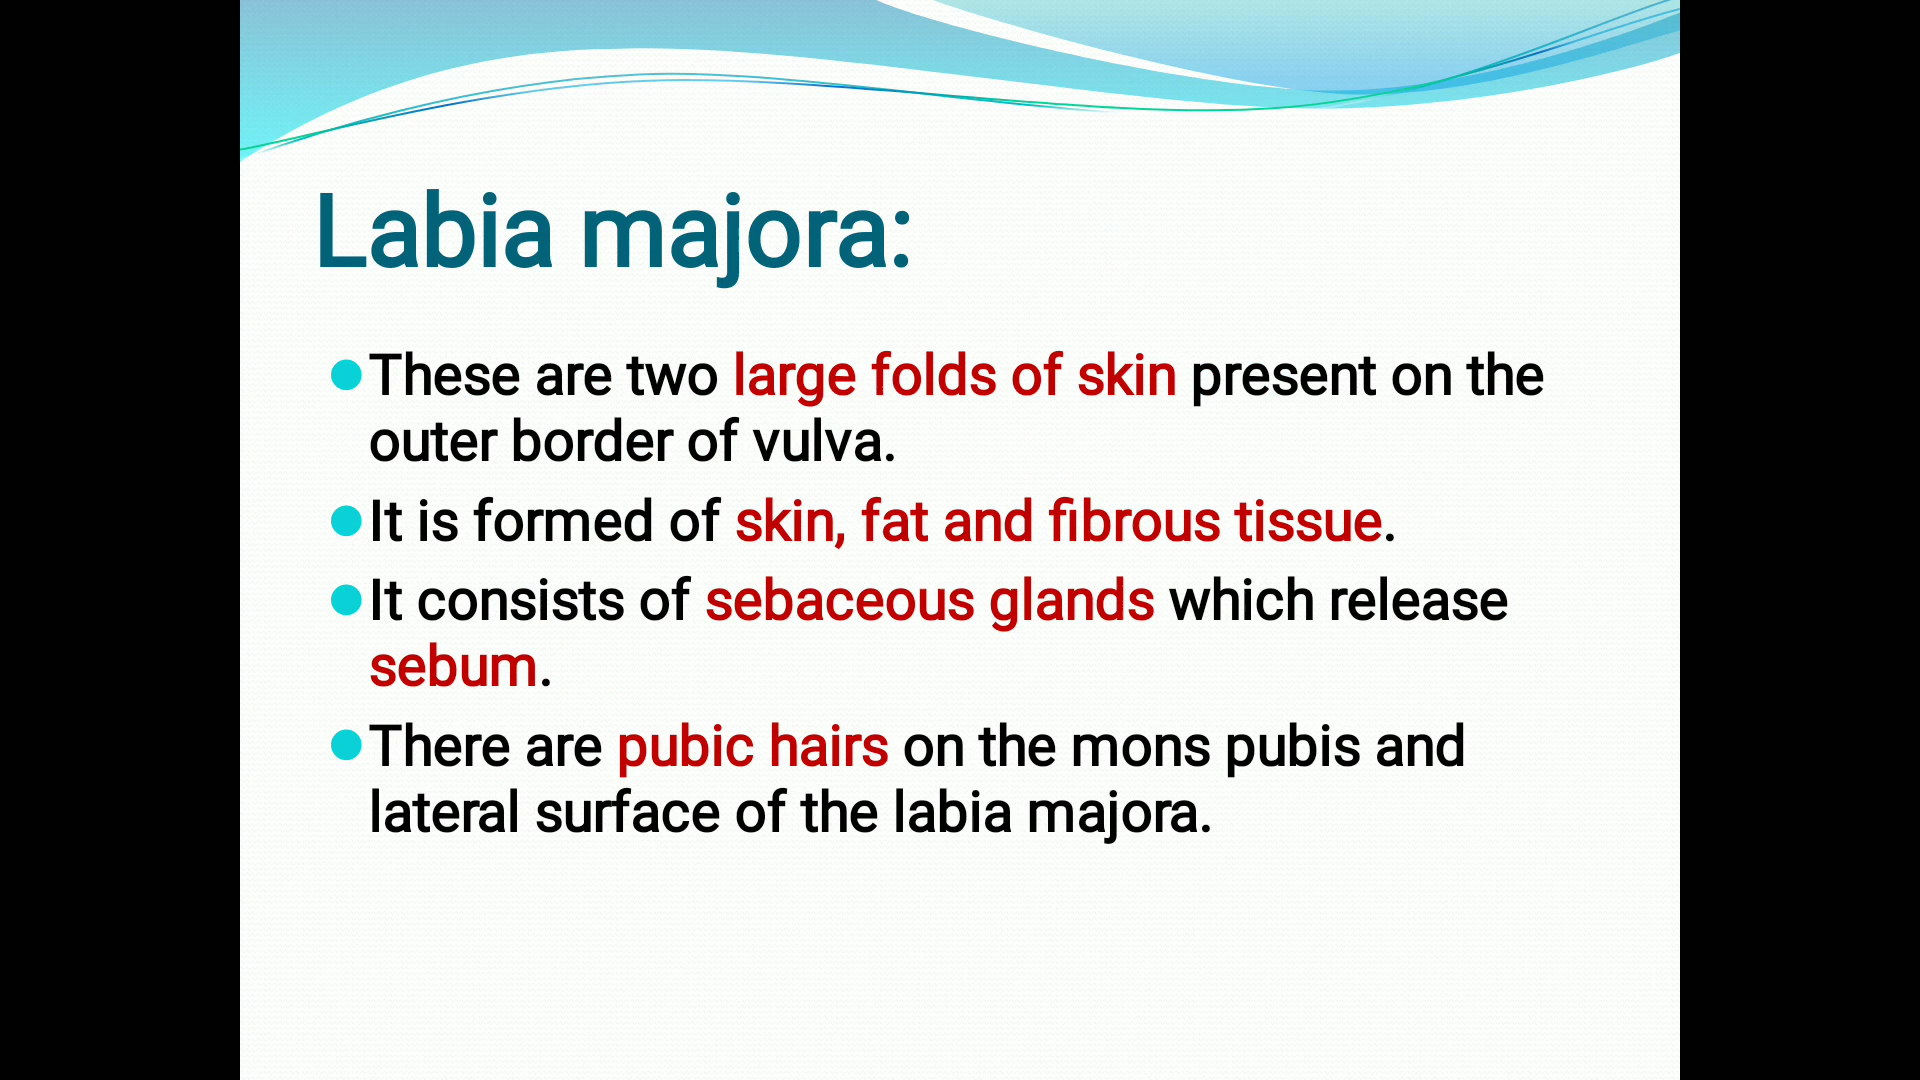 Labia majora:
These are two large folds of skin present on the
outer border of vulva.
It is formed of skin, fat and fibrous tissue.
It consists of sebaceous glands which release
sebum.
There are pubic hairs on the mons pubis and
lateral surface of the labia majora.